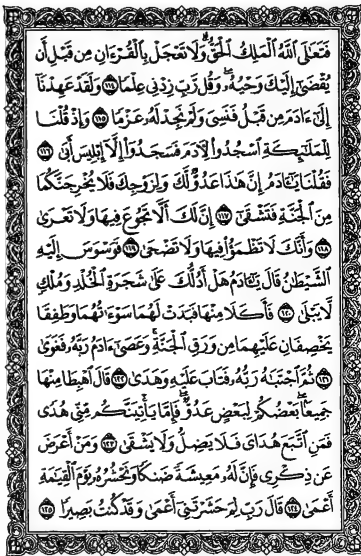 فَتَعَٰلَى ٱللَّهُ ٱلْمَلِكُ ٱلْحَقُّ ۗ وَلَا تَعْجَلْ بِٱلْقُرْءَانِ مِن قَبْلِ أَن
يُقْضَىٰٓ إِلَيْكَ وَحْيُهُۥ ۖ وَقُل رَّبِّ زِدْنِى عِلْمًا ١١٤ وَلَقَدْ عَهِدْنَآ
إِلَىٰٓ ءَادَمَ مِن قَبْلُ فَنَسِىَ وَلَمْ نَجِدْ لَهُۥ عَزْمًا ١١٥ وَإِذْ قُلْنَا
لِلْمَلَٰٓئِكَةِ ٱسْجُدُوا۟ لِءَادَمَ فَسَجَدُوٓا۟ إِلَّآ إِبْلِيسَ أَبَىٰ ١١٦
فَقُلْنَا يَٰٓـَٔادَمُ إِنَّ هَٰذَا عَدُوٌّ لَّكَ وَلِزَوْجِكَ فَلَا يُخْرِجَنَّكُمَا
مِنَ ٱلْجَنَّةِ فَتَشْقَىٰٓ ١١٧ إِنَّ لَكَ أَلَّا تَجُوعَ فِيهَا وَلَا تَعْرَىٰ
١١٨ وَأَنَّكَ لَا تَظْمَؤُا۟ فِيهَا وَلَا تَضْحَىٰ ١١٩ فَوَسْوَسَ إِلَيْهِ
ٱلشَّيْطَٰنُ قَالَ يَٰٓـَٔادَمُ هَلْ أَدُلُّكَ عَلَىٰ شَجَرَةِ ٱلْخُلْدِ وَمُلْكٍ
لَّا يَبْلَىٰ ١٢٠ فَأَكَلَا مِنْهَا فَبَدَتْ لَهُمَا سَوْءَٰتُهُمَا وَطَفِقَا
يَخْصِفَانِ عَلَيْهِمَا مِن وَرَقِ ٱلْجَنَّةِ ۚ وَعَصَىٰٓ ءَادَمُ رَبَّهُۥ فَغَوَىٰ
١٢١ ثُمَّ ٱجْتَبَٰهُ رَبُّهُۥ فَتَابَ عَلَيْهِ وَهَدَىٰ ١٢٢ قَالَ ٱهْبِطَا مِنْهَا
جَمِيعًۢا ۖ بَعْضُكُمْ لِبَعْضٍ عَدُوٌّ ۖ فَإِمَّا يَأْتِيَنَّكُم مِّنِّى هُدًى
فَمَنِ ٱتَّبَعَ هُدَاىَ فَلَا يَضِلُّ وَلَا يَشْقَىٰ ١٢٣ وَمَنْ أَعْرَضَ
عَن ذِكْرِى فَإِنَّ لَهُۥ مَعِيشَةً ضَنكًا وَنَحْشُرُهُۥ يَوْمَ ٱلْقِيَٰمَةِ
أَعْمَىٰ ١٢٤ قَالَ رَبِّ لِمَ حَشَرْتَنِىٓ أَعْمَىٰ وَقَدْ كُنتُ بَصِيرًا ١٢٥